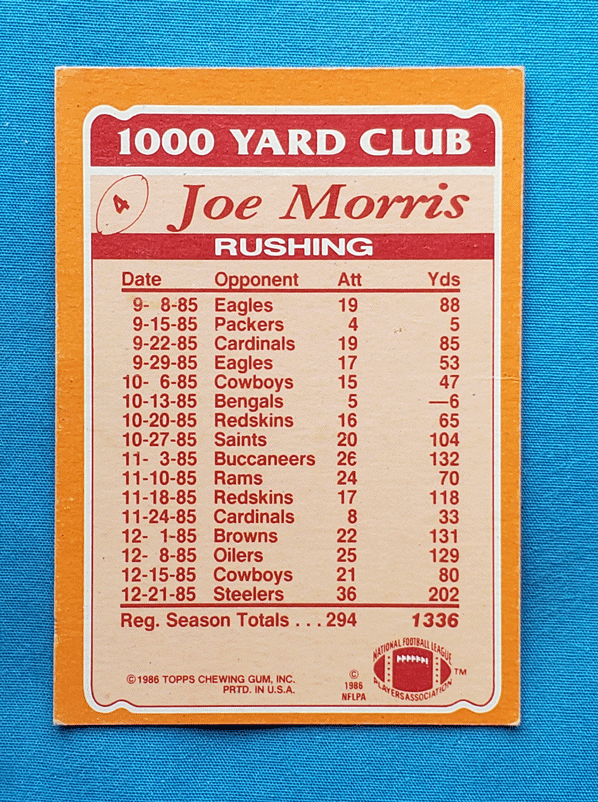 1000 YARD CLUB
4 Joe Morris
RUSHING
Date Opponent Att Yds
9- 8-85 Eagles 19 88
9-15-85 Packers 4 5
9-22-85 Cardinals 19 85
9-29-85 Eagles 17 53
10- 6-85 Cowboys 15 47
10-13-85 Bengals 5 —6
10-20-85 Redskins 16 65
10-27-85 Saints 20 104
11- 3-85 Buccaneers 26 132
11-10-85 Rams 24 70
11-18-85 Redskins 17 118
11-24-85 Cardinals 8 33
12- 1-85 Browns 22 131
12- 8-85 Oilers 25 129
12-15-85 Cowboys 21 80
12-21-85 Steelers 36 202
Reg. Season Totals . . . 294 1336
© 1986 TOPPS CHEWING GUM, INC.
PRTD. IN U.S.A.
©
1986
NFLPA
NATIONAL FOOTBALL LEAGUE
PLAYERS ASSOCIATION
TM